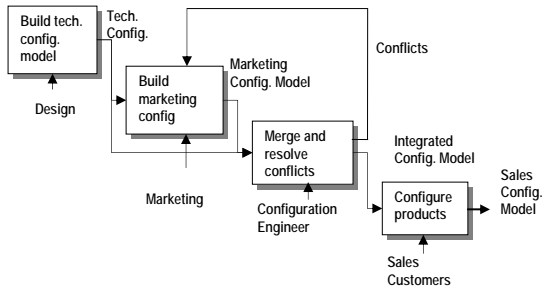 Build tech.
config.
model
Tech.
Config.
Design
Build
marketing
config
Marketing
Config. Model
Marketing
Conflicts
Merge and
resolve
conflicts
Configuration
Engineer
Integrated
Config. Model
Configure
products
Sales
Customers
Sales
Config.
Model